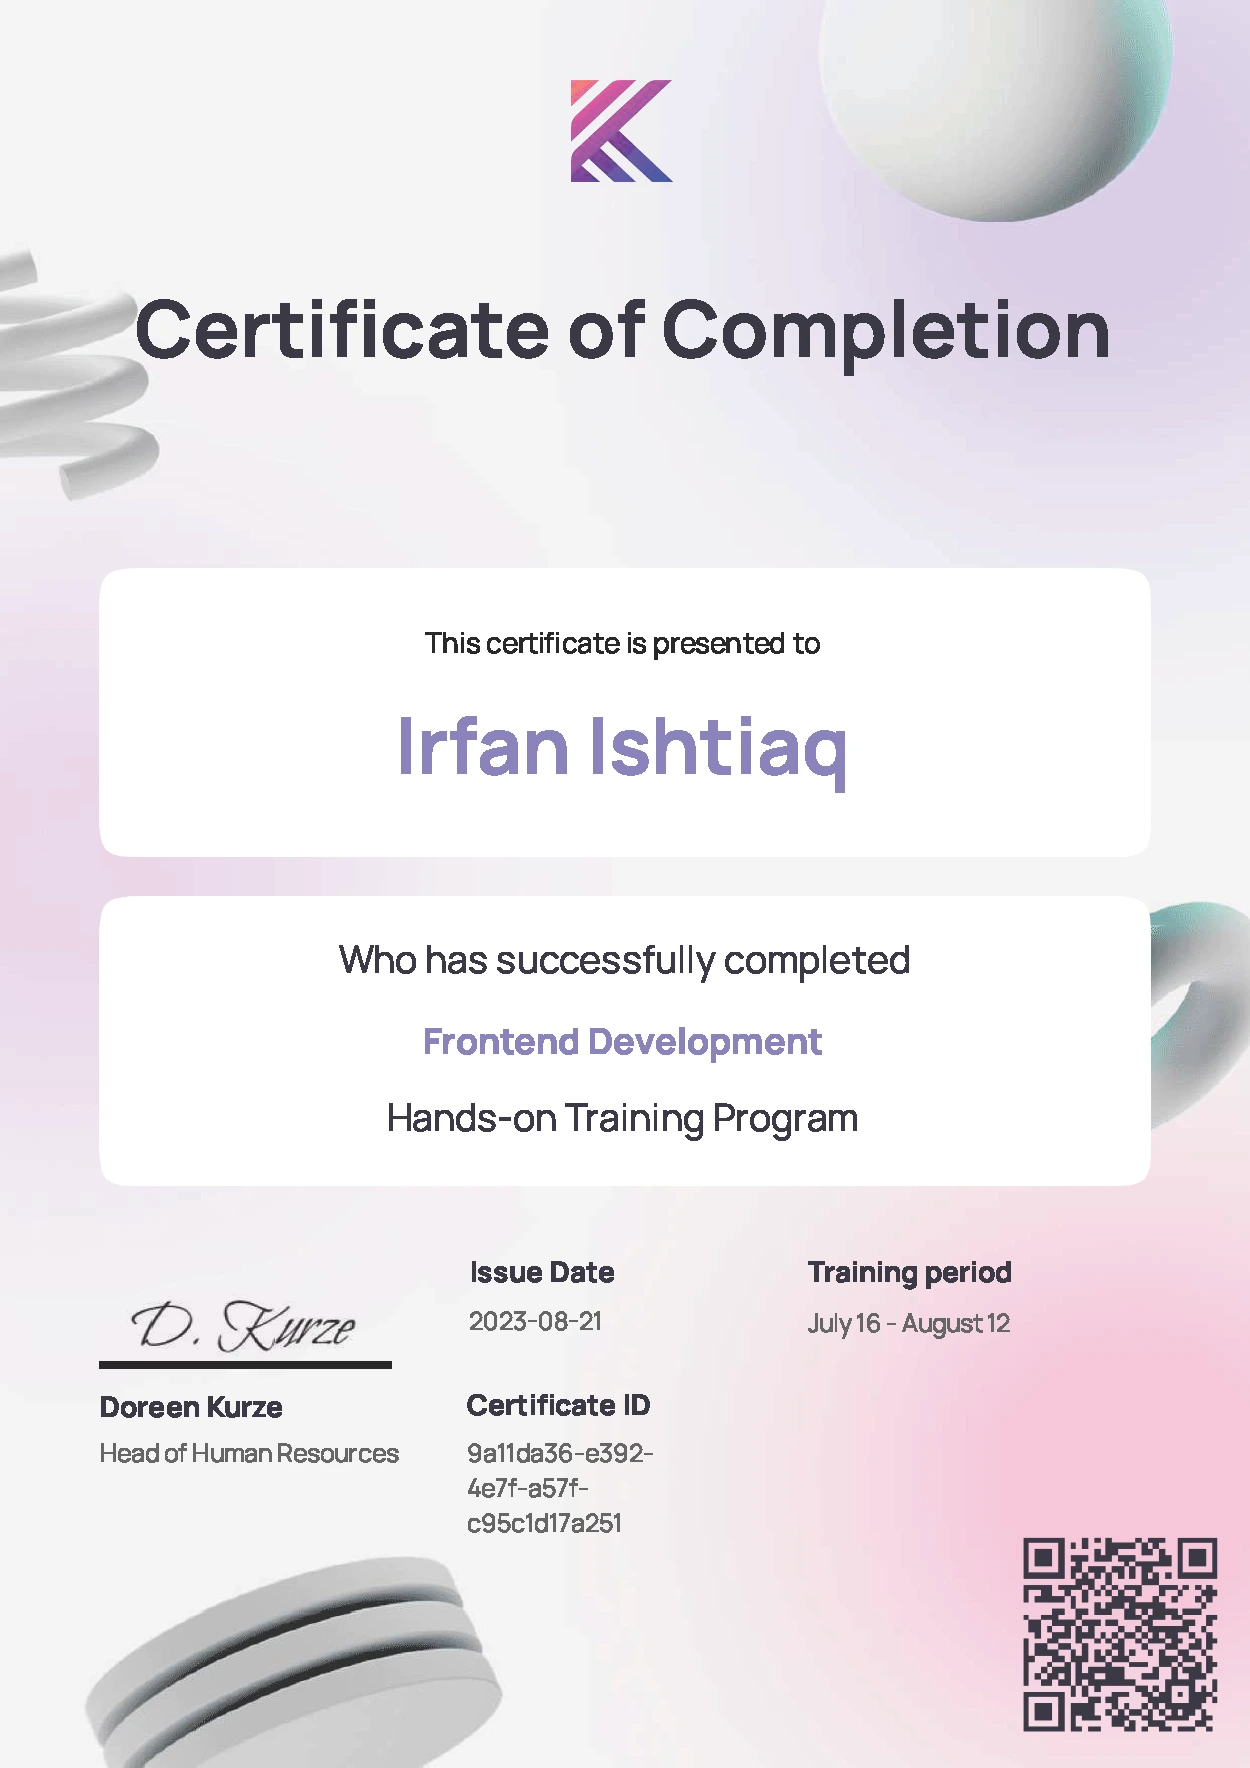 Certificate of Completion
This certificate is presented to
Irfan Ishtiaq
Who has successfully completed
Frontend Development
Hands-on Training Program
D. Kurze
Doreen Kurze
Head of Human Resources
Issue Date
2023-08-21
Certificate ID
9a11da36-e392-
4e7f-a57f-
c95c1d17a251
Training period
July 16 - August 12